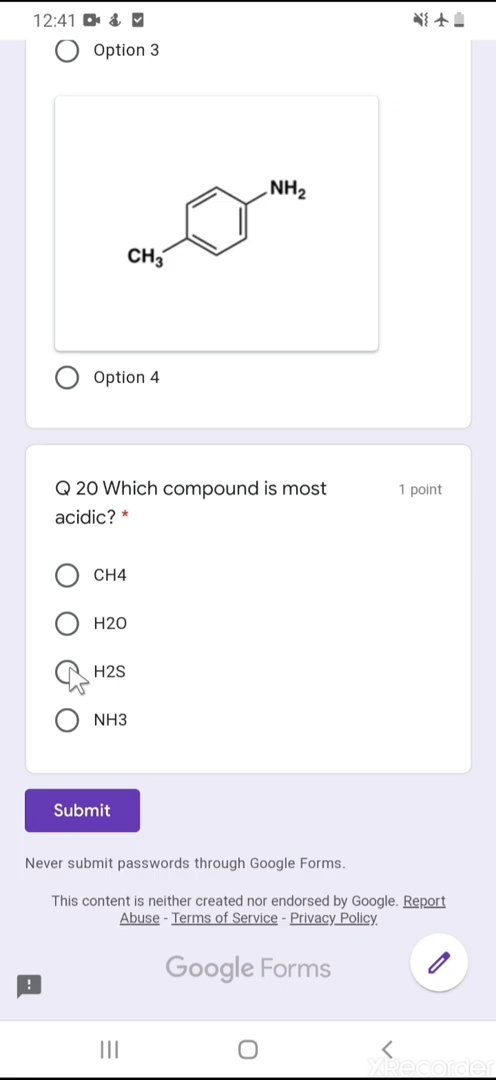 12:41
Option 3
NH2
CH3
Option 4
Q 20 Which compound is most
acidic? *
1 point
CH4
H2O
H2S
NH3
Submit
Never submit passwords through Google Forms.
This content is neither created nor endorsed by Google. Report
Abuse - Terms of Service - Privacy Policy
Google Forms
XRecorder